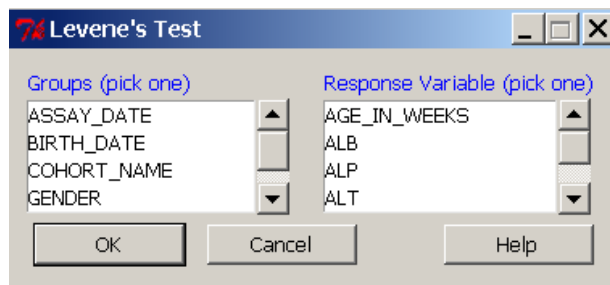 Levene's Test
Groups (pick one)
Response Variable (pick one)
ASSAY_DATE
BIRTH_DATE
COHORT_NAME
GENDER
AGE_IN_WEEKS
ALB
ALP
ALT
OK
Cancel
Help